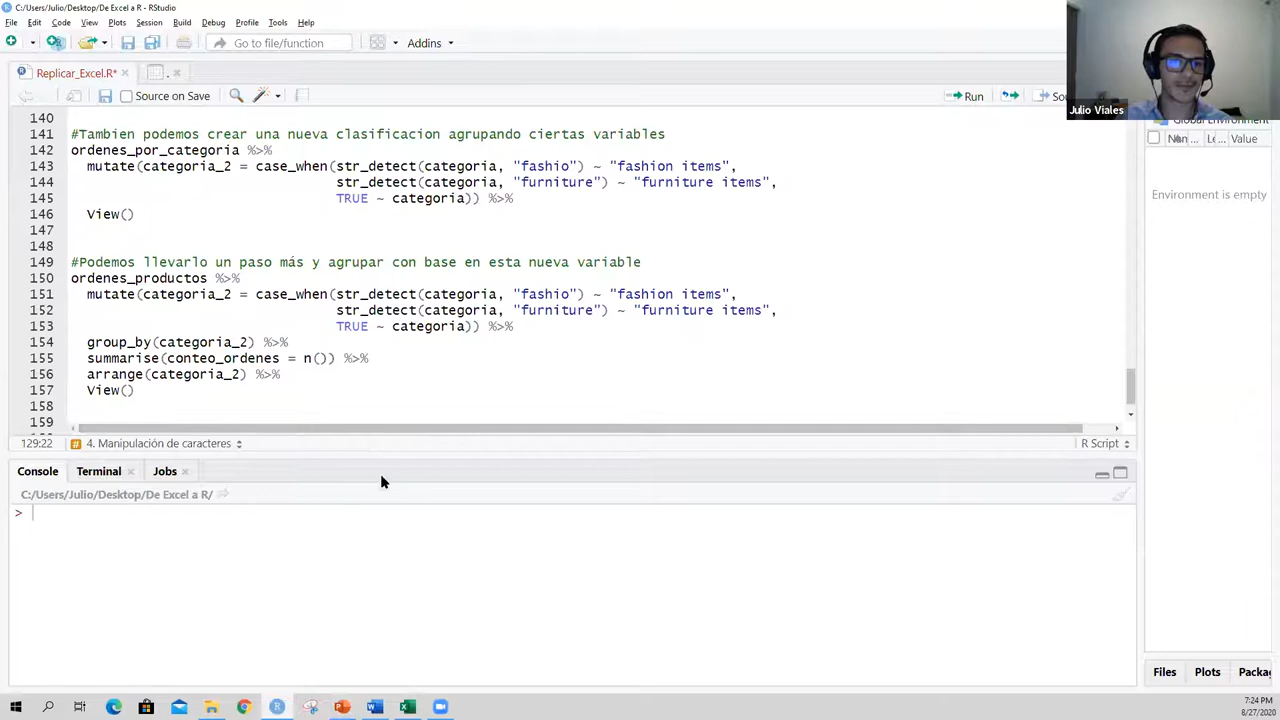 C:/Users/Julio/Desktop/De Excel a R - RStudio
File Edit Code View Plots Session Build Debug Profile Tools Help
Go to file/function Addins
Replicar_Excel.R* .
Source on Save Run
Julio Viales
140
141 #Tambien podemos crear una nueva clasificacion agrupando ciertas variables
142 ordenes_por_categoria %>%
143 mutate(categoria_2 = case_when(str_detect(categoria, "fashio") ~ "fashion items",
144 str_detect(categoria, "furniture") ~ "furniture items",
145 TRUE ~ categoria)) %>%
146 View()
147
148
149 #Podemos llevarlo un paso más y agrupar con base en esta nueva variable
150 ordenes_productos %>%
151 mutate(categoria_2 = case_when(str_detect(categoria, "fashio") ~ "fashion items",
152 str_detect(categoria, "furniture") ~ "furniture items",
153 TRUE ~ categoria)) %>%
154 group_by(categoria_2) %>%
155 summarise(conteo_ordenes = n()) %>%
156 arrange(categoria_2) %>%
157 View()
158
159
129:22 # 4. Manipulación de caracteres R Script
Console Terminal Jobs
C:/Users/Julio/Desktop/De Excel a R/
>
Global Environment
Value
Environment is empty
Files Plots Packa
7:24 PM
8/27/2020